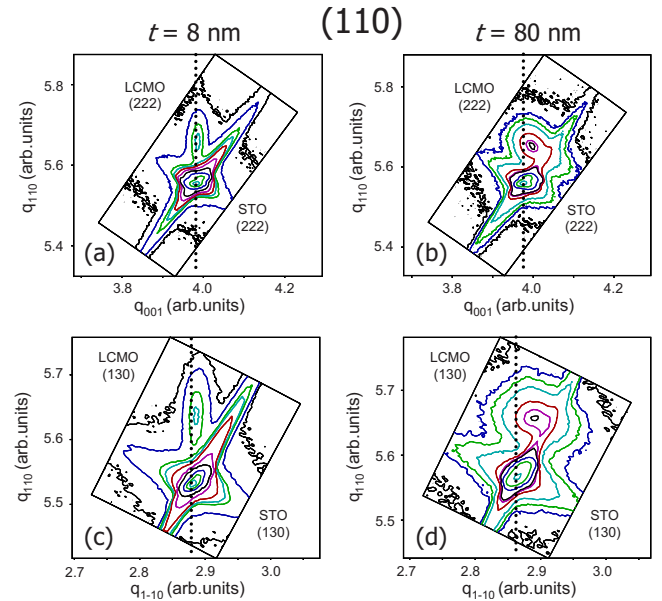 (110)
t = 8 nm
t = 80 nm
5.8
5.6
5.4
q110 (arb.units)
LCMO
(222)
STO
(222)
(a)
3.8
4.0
4.2
q001 (arb.units)
5.8
5.6
5.4
q110 (arb.units)
LCMO
(222)
STO
(222)
(b)
3.8
4.0
4.2
q001 (arb.units)
5.7
5.6
5.5
q110 (arb.units)
LCMO
(130)
STO
(130)
(c)
2.7
2.8
2.9
3.0
q1-10 (arb.units)
5.7
5.6
5.5
q110 (arb.units)
LCMO
(130)
STO
(130)
(d)
2.7
2.8
2.9
3.0
q1-10 (arb.units)